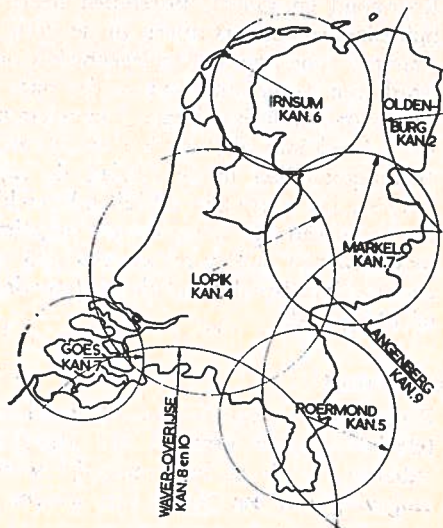 IRNSUM
KAN.6
OLDEN-
BURG
KAN.2
MARKELO
KAN.7
LOPIK
KAN.4
LANGENBERG
KAN.9
GOES
KAN.7
ROERMOND
KAN.5
WAVER-OVERIJSE
KAN.8 en 10